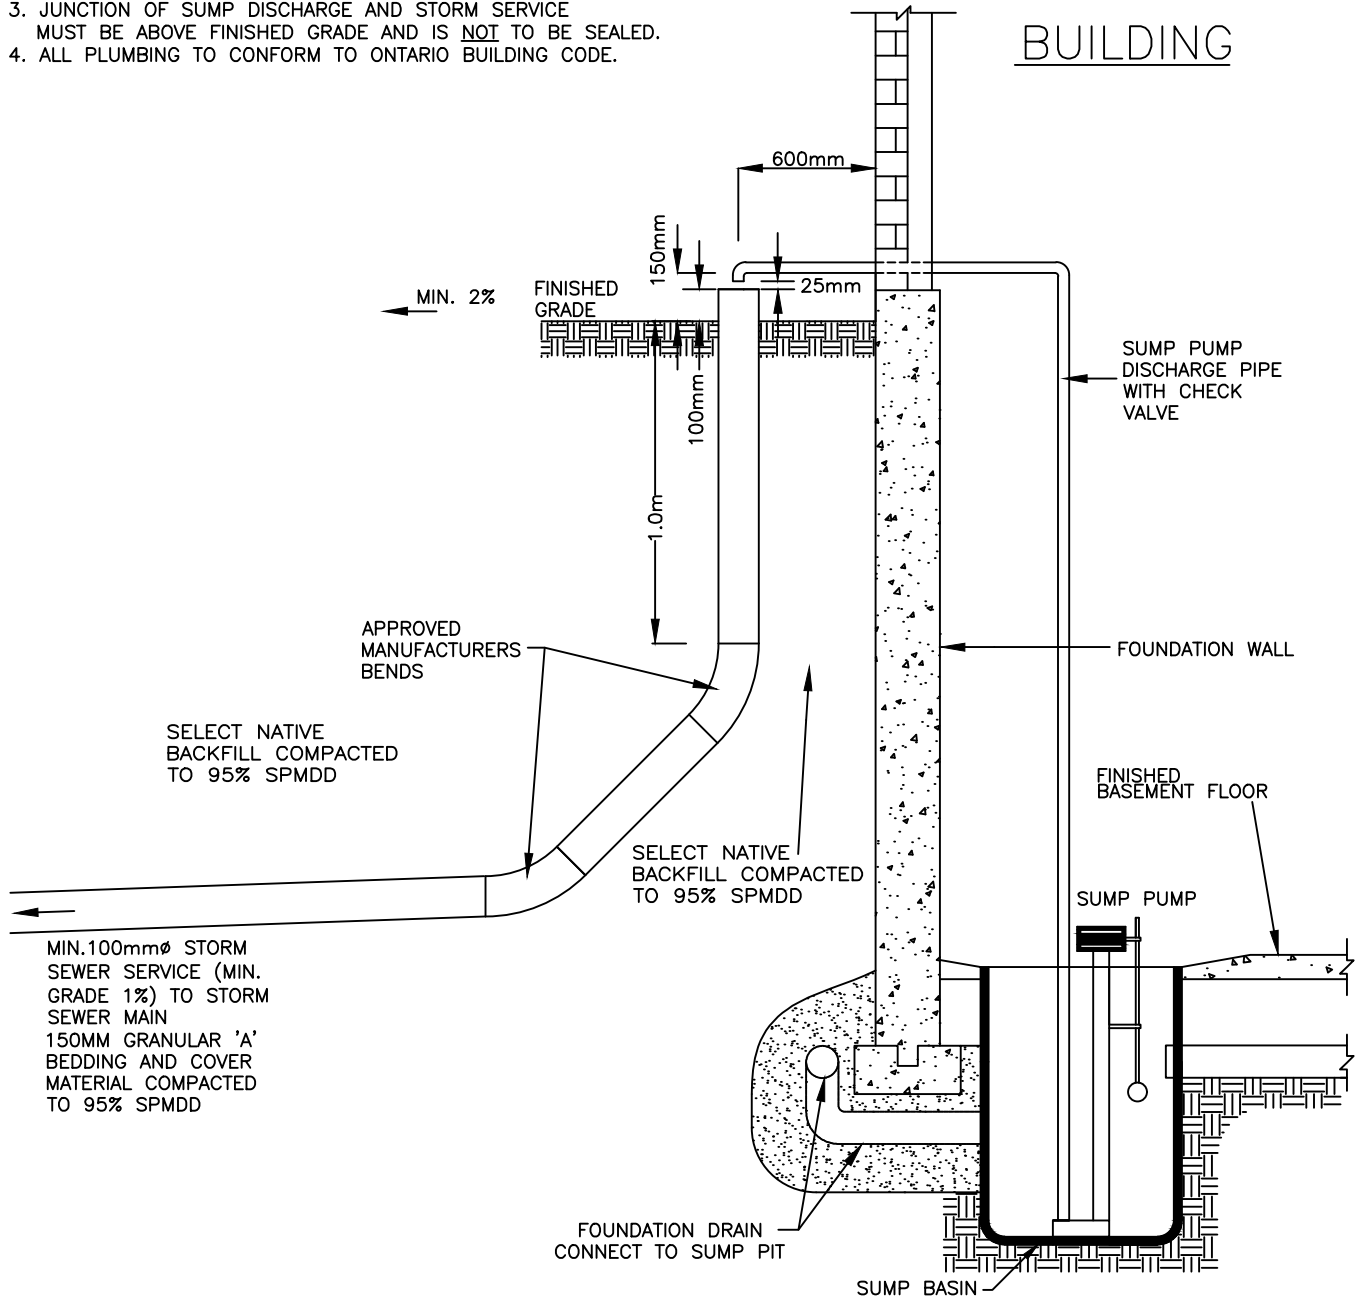 3. JUNCTION OF SUMP DISCHARGE AND STORM SERVICE
MUST BE ABOVE FINISHED GRADE AND IS NOT TO BE SEALED.
4. ALL PLUMBING TO CONFORM TO ONTARIO BUILDING CODE.
BUILDING
600mm
150mm
25mm
MIN. 2%
FINISHED
GRADE
100mm
1.0m
SUMP PUMP
DISCHARGE PIPE
WITH CHECK
VALVE
APPROVED
MANUFACTURERS
BENDS
FOUNDATION WALL
SELECT NATIVE
BACKFILL COMPACTED
TO 95% SPMDD
FINISHED
BASEMENT FLOOR
SELECT NATIVE
BACKFILL COMPACTED
TO 95% SPMDD
SUMP PUMP
MIN.100mmø STORM
SEWER SERVICE (MIN.
GRADE 1%) TO STORM
SEWER MAIN
150MM GRANULAR 'A'
BEDDING AND COVER
MATERIAL COMPACTED
TO 95% SPMDD
FOUNDATION DRAIN
CONNECT TO SUMP PIT
SUMP BASIN